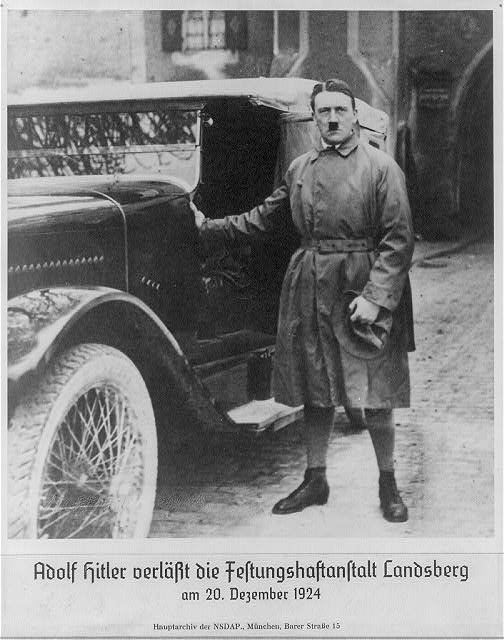 Adolf Hitler verläßt die Festungshaftanstalt Landsberg
am 20. Dezember 1924
Hauptarchiv der NSDAP., München, Barer Straße 15